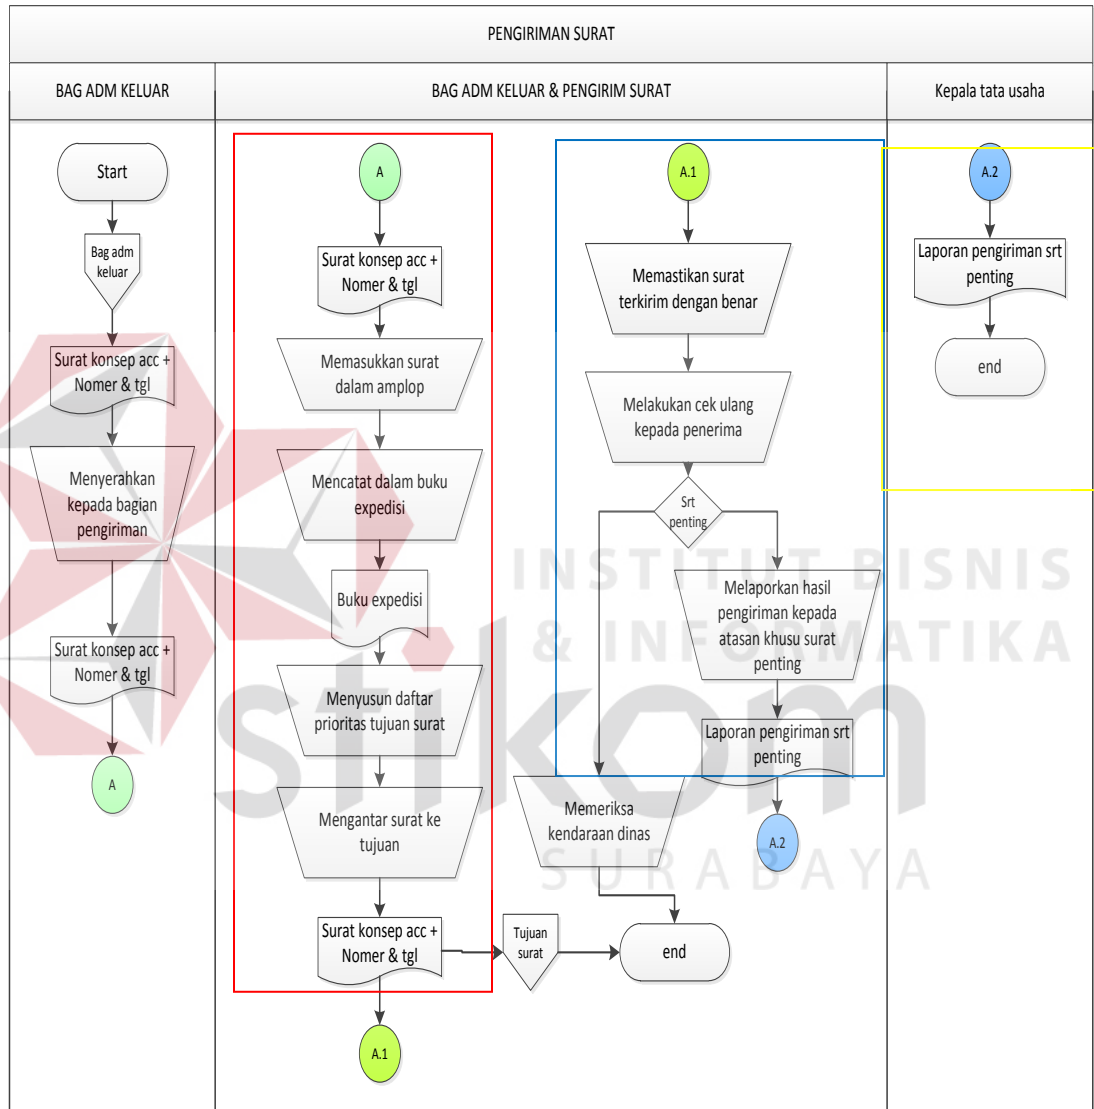 PENGIRIMAN SURAT
BAG ADM KELUAR
BAG ADM KELUAR & PENGIRIM SURAT
Kepala tata usaha
Start
Bag adm
keluar
Surat konsep acc +
Nomer & tgl
Menyerahkan
kepada bagian
pengiriman
Surat konsep acc +
Nomer & tgl
A
A
Surat konsep acc +
Nomer & tgl
Memasukkan surat
dalam amplop
Mencatat dalam buku
expedisi
Buku expedisi
Menyusun daftar
prioritas tujuan surat
Mengantar surat ke
tujuan
Surat konsep acc +
Nomer & tgl
A.1
Tujuan
surat
end
A.1
Memastikan surat
terkirim dengan benar
Melakukan cek ulang
kepada penerima
Srt
penting
Melaporkan hasil
pengiriman kepada
atasan khusu surat
penting
Laporan pengiriman srt
penting
A.2
Memeriksa
kendaraan dinas
A.2
Laporan pengiriman srt
penting
end
INSTITUT BISNIS
& INFORMATIKA
stikom
SURABAYA